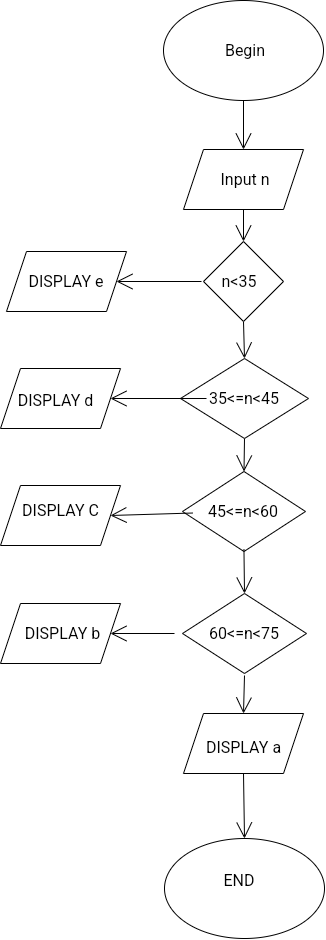 Begin
Input n
n<35
DISPLAY e
35<=n<45
DISPLAY d
45<=n<60
DISPLAY C
60<=n<75
DISPLAY b
DISPLAY a
END